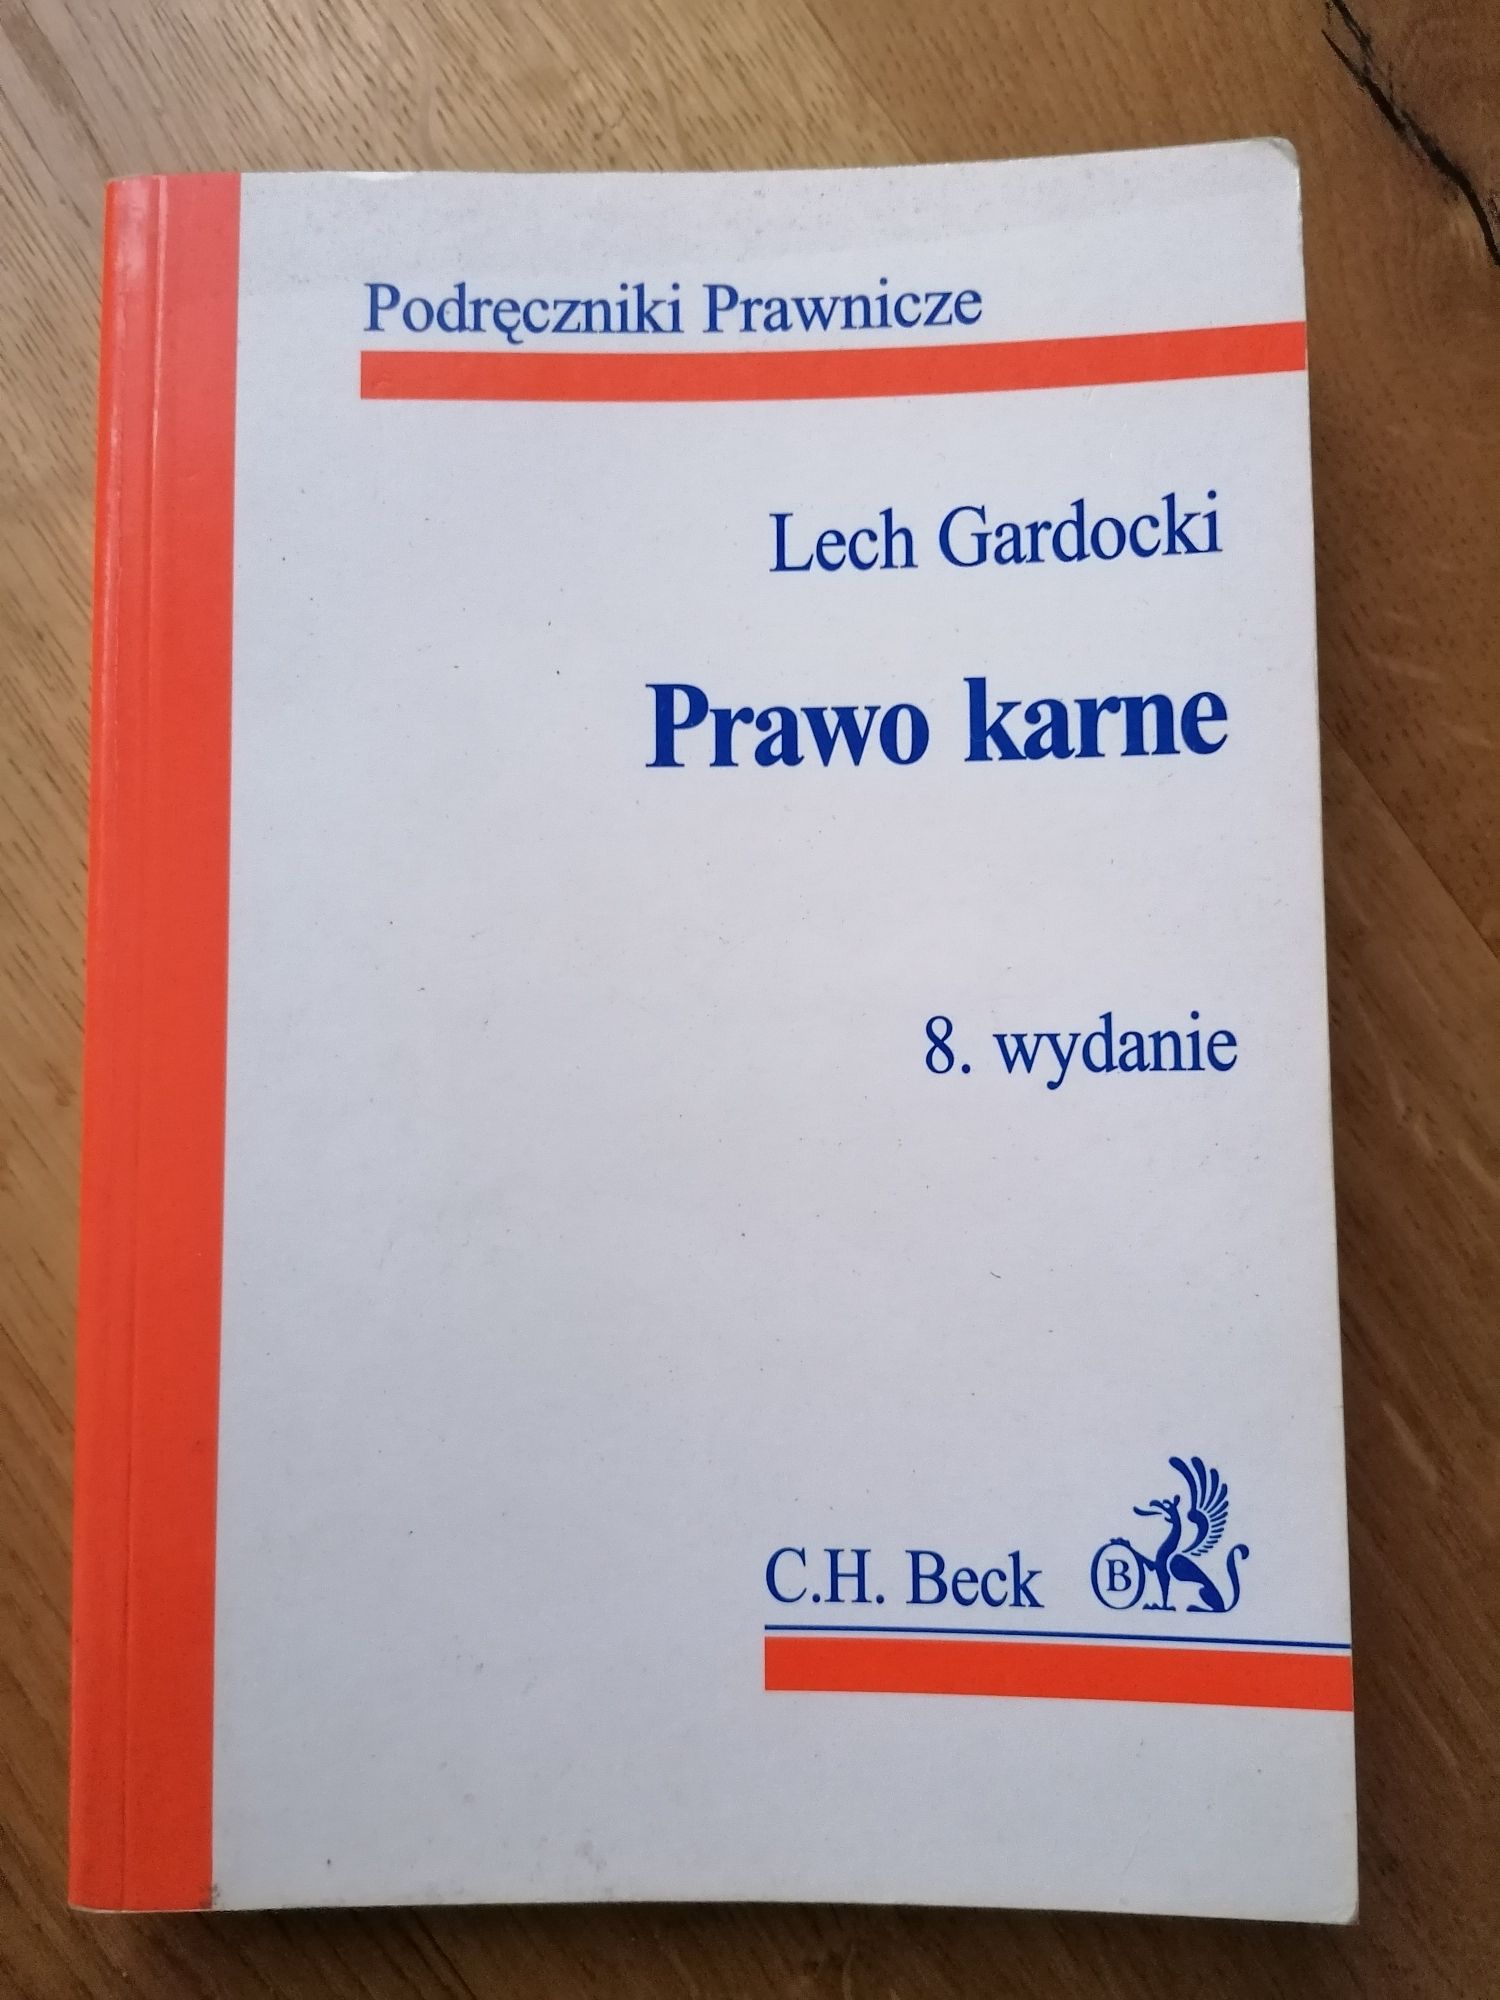 Podręczniki Prawnicze
Lech Gardocki
Prawo karne
8. wydanie
C.H. Beck
B